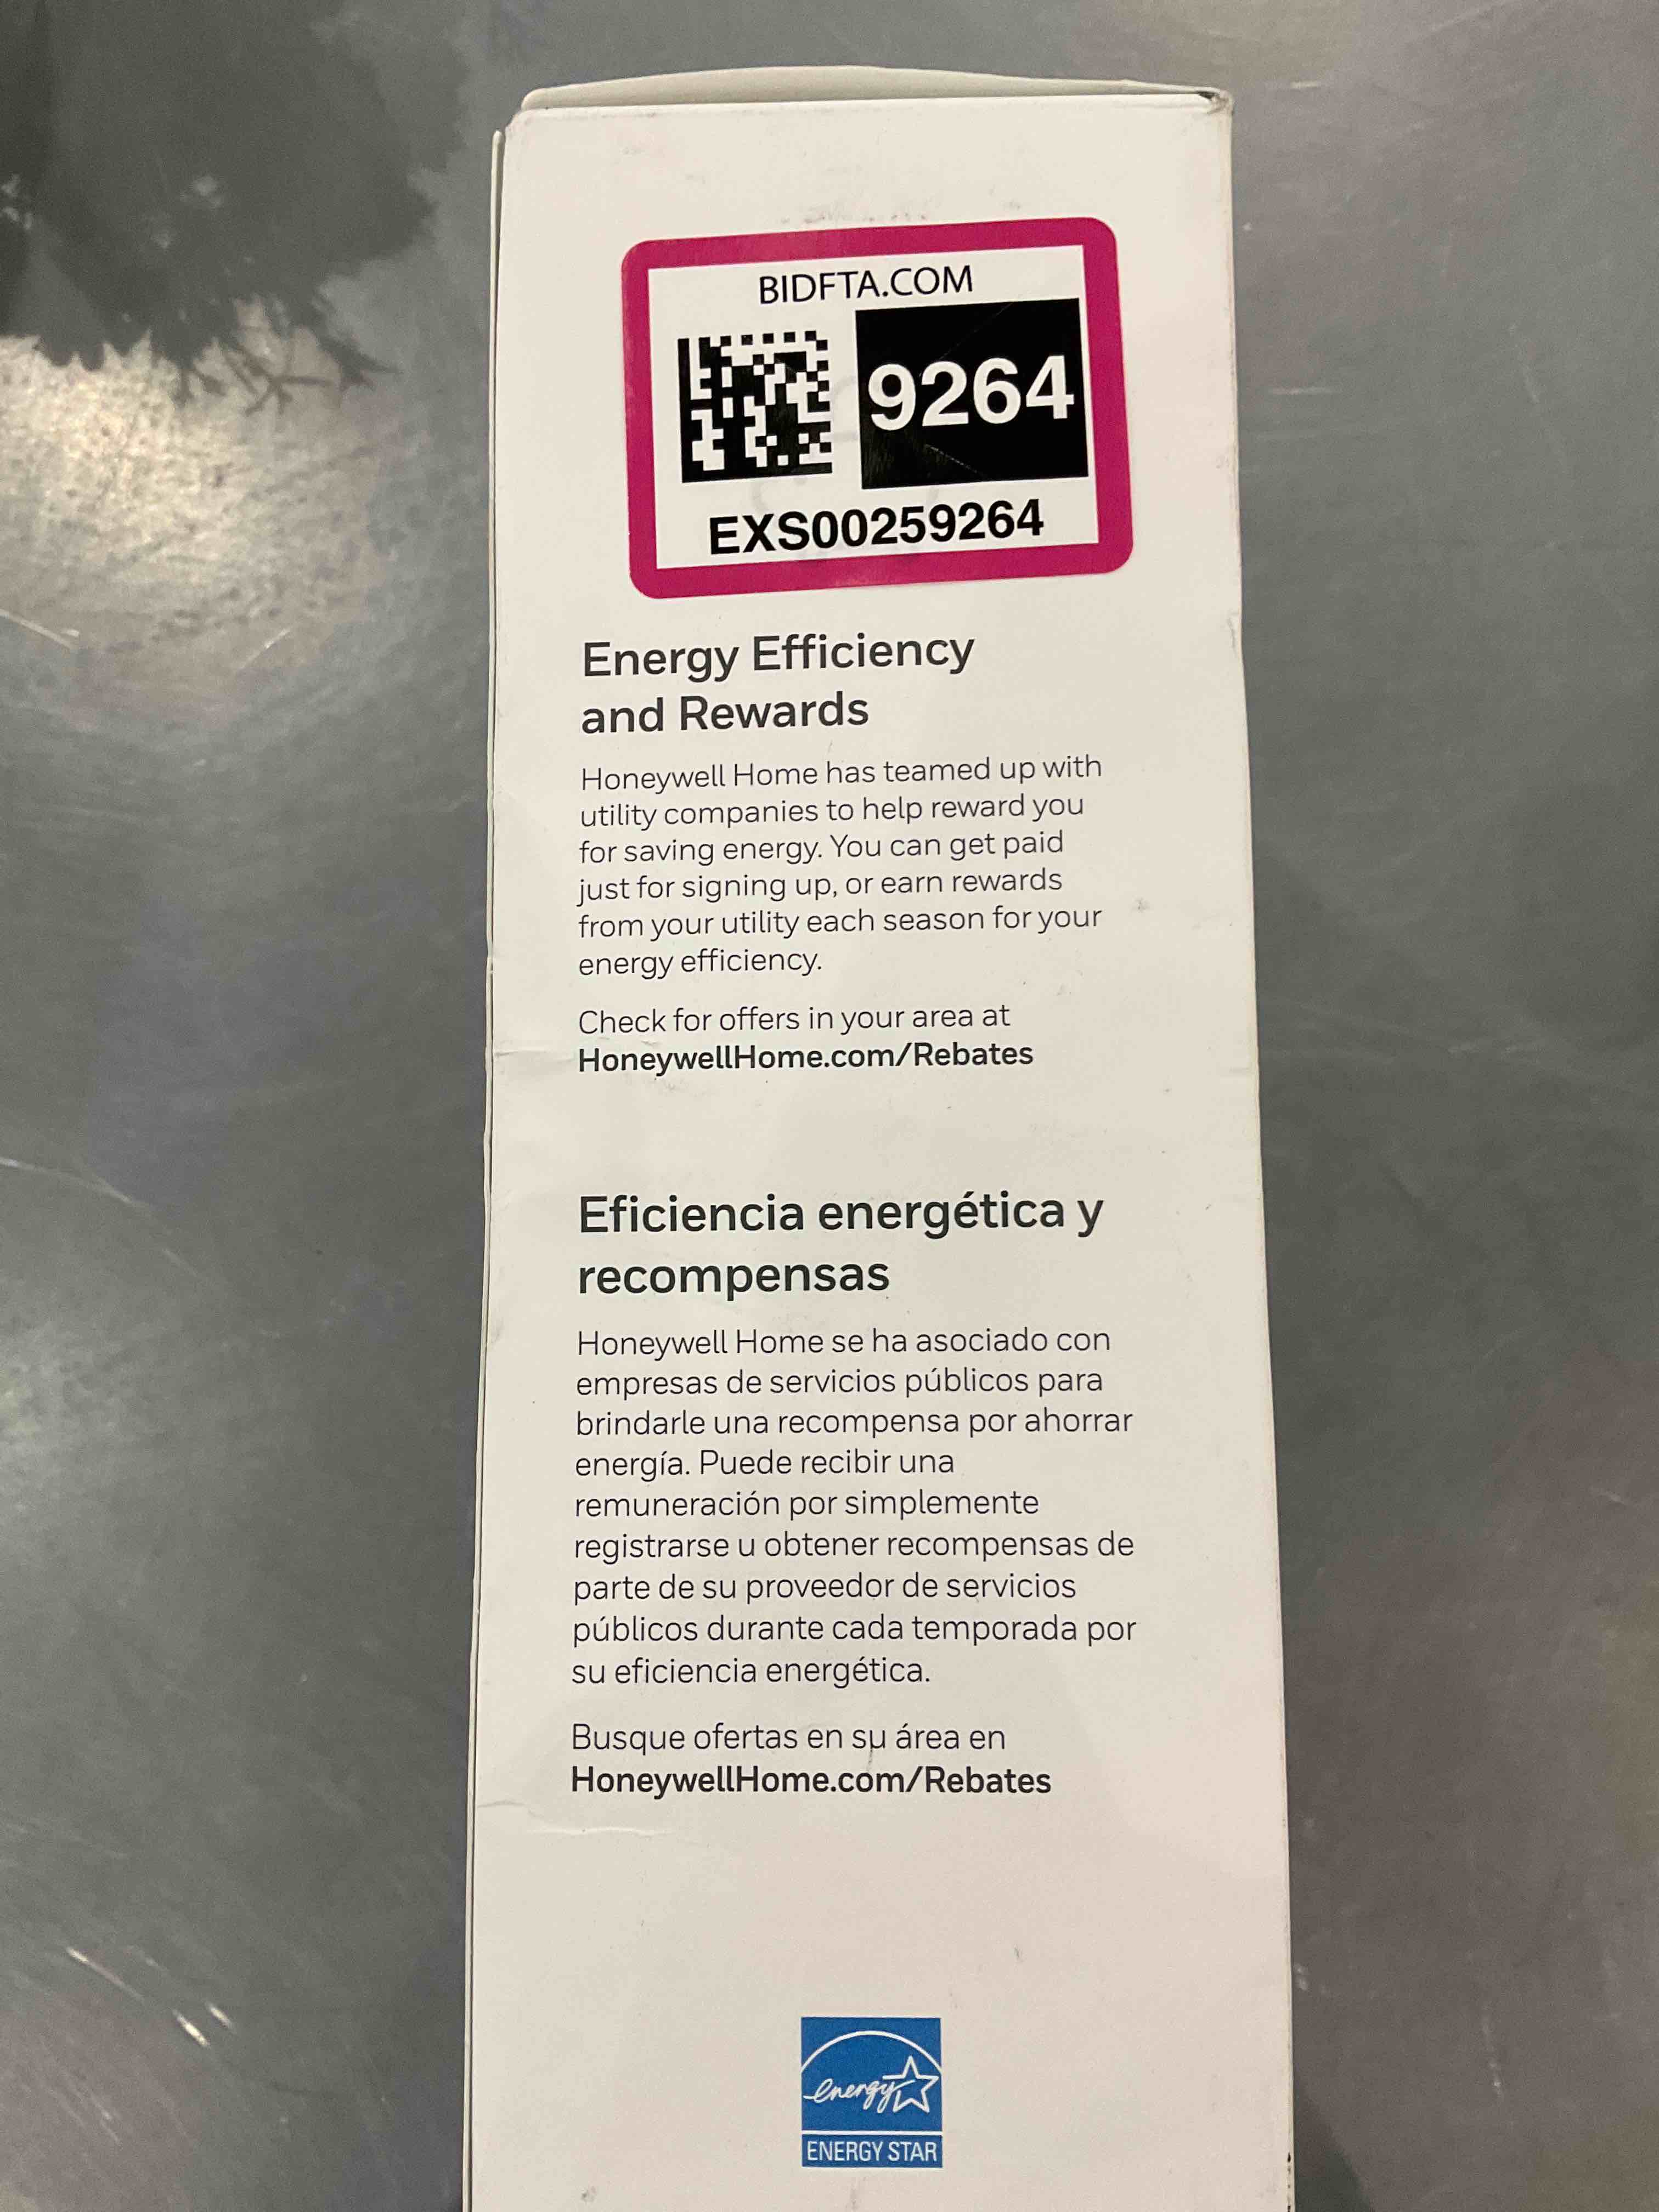 BIDFTA.COM
9264
EXS00259264
Energy Efficiency
and Rewards
Honeywell Home has teamed up with
utility companies to help reward you
for saving energy. You can get paid
just for signing up, or earn rewards
from your utility each season for your
energy efficiency.
Check for offers in your area at
HoneywellHome.com/Rebates
Eficiencia energética y
recompensas
Honeywell Home se ha asociado con
empresas de servicios públicos para
brindarle una recompensa por ahorrar
energía. Puede recibir una
remuneración por simplemente
registrarse u obtener recompensas de
parte de su proveedor de servicios
públicos durante cada temporada por
su eficiencia energética.
Busque ofertas en su área en
HoneywellHome.com/Rebates
energy
ENERGY STAR